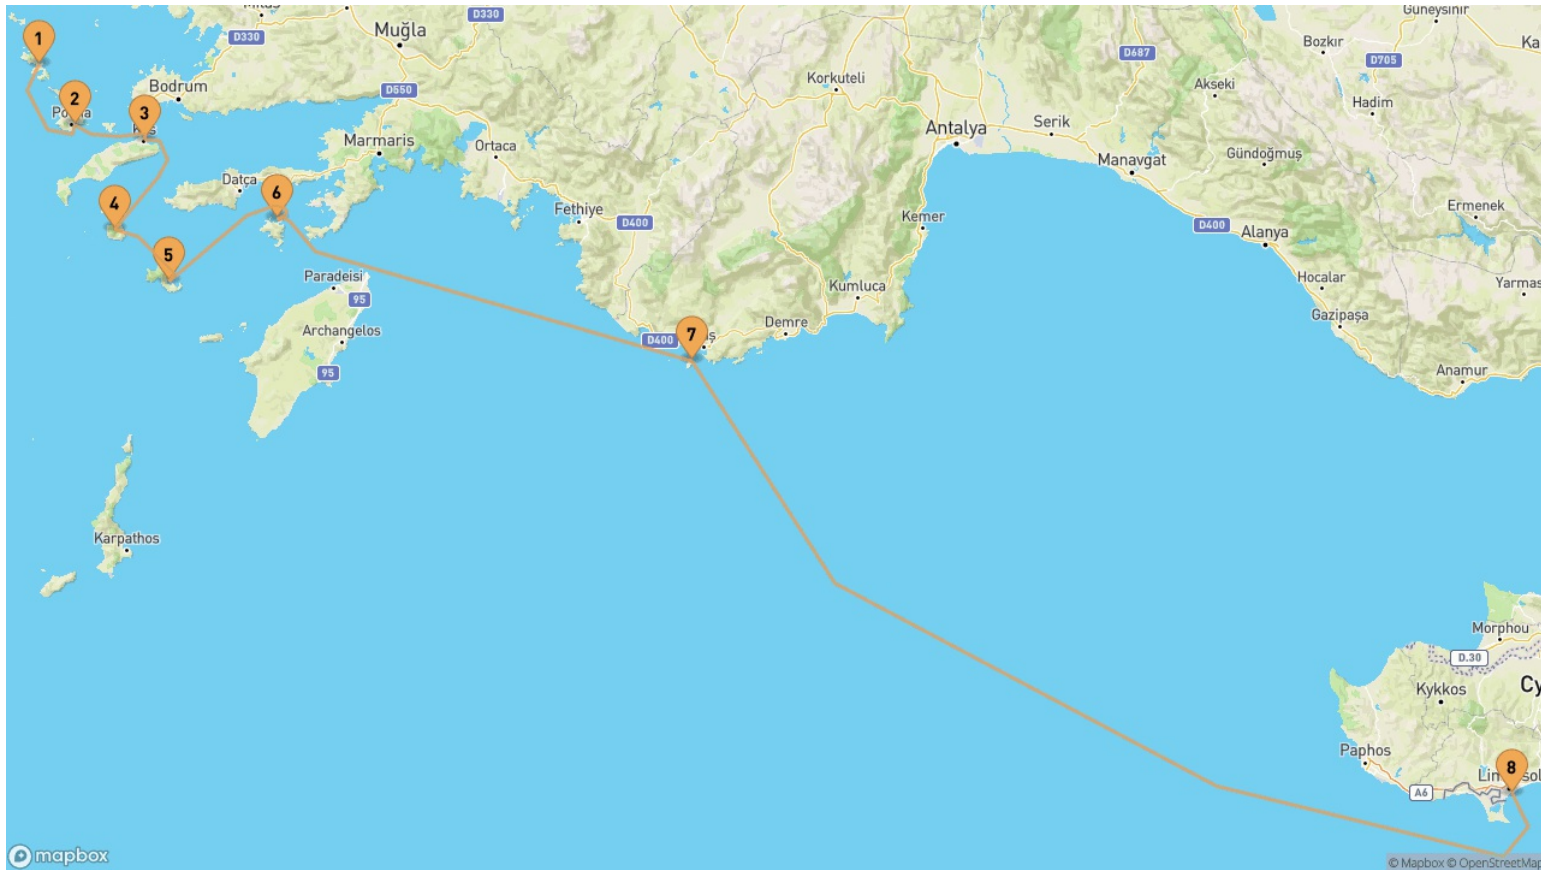 Milas
D330
D330
Muğla
Güneysınır
Bozkır
D687
D705
Korkuteli
Akseki
Hadim
1
Bodrum
D550
2
3
Antalya
Serik
Marmaris
Ortaca
Manavgat
Gündoğmuş
Datça
Fethiye
D400
Kemer
D400
Alanya
Ermenek
4
6
5
Paradeisi
95
Archangelos
95
Kumluca
Demre
Hocalar
Gazipaşa
D400
7
Anamur
Karpathos
Morphou
D.30
Kykkos
Cy
Paphos
A6
8
mapbox
© Mapbox © OpenStreetMap